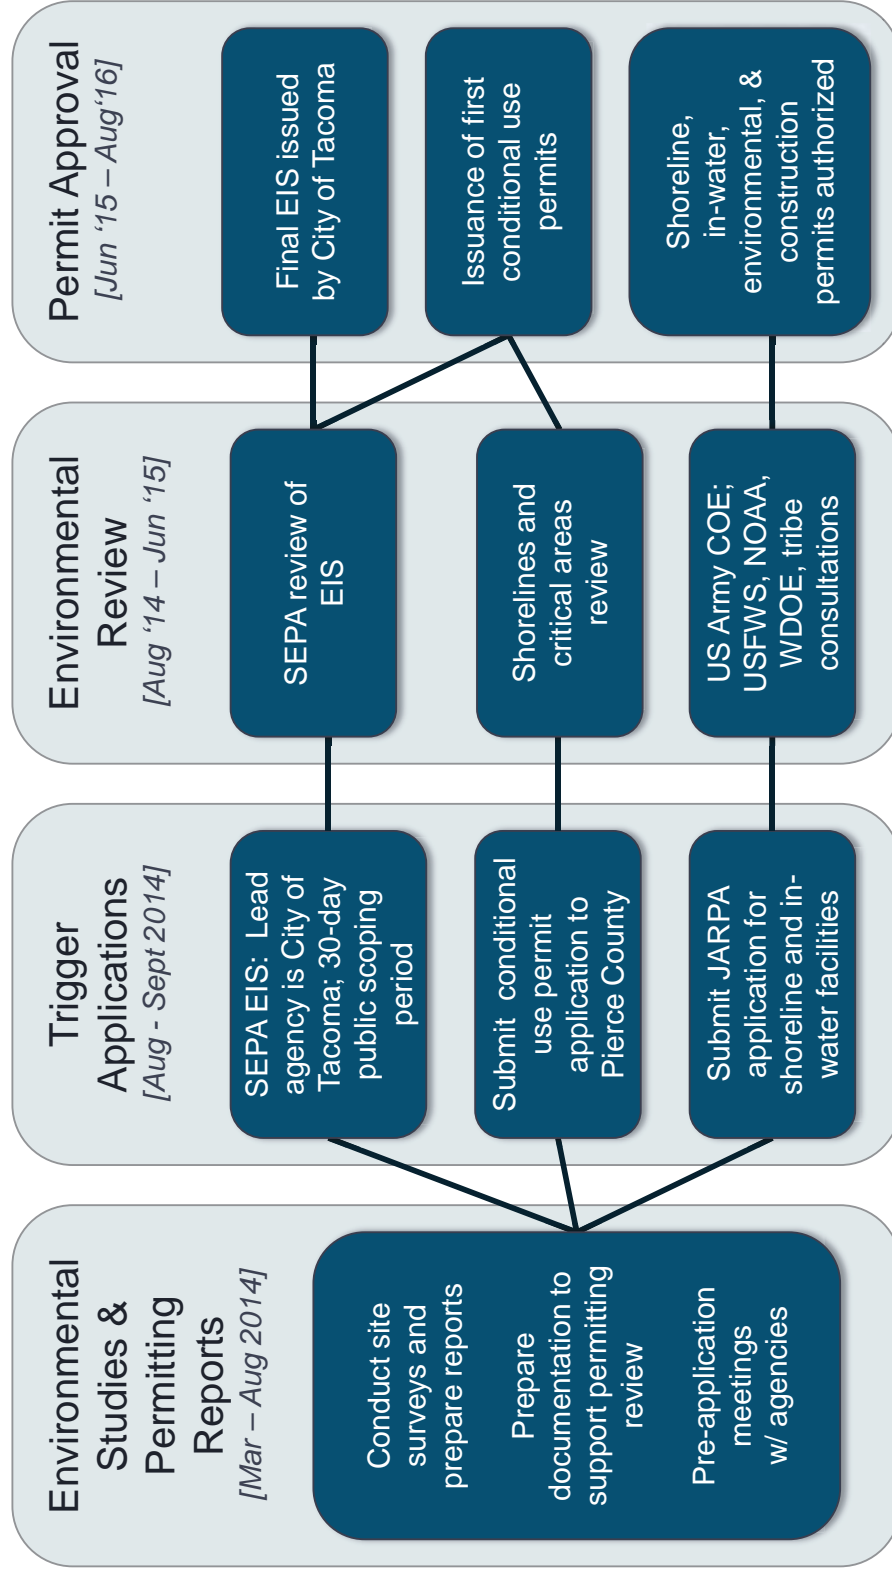 Environmental
Studies &
Permitting
Reports
[Mar – Aug 2014]
Conduct site
surveys and
prepare reports
Prepare
documentation to
support permitting
review
Pre-application
meetings
w/ agencies
Trigger
Applications
[Aug - Sept 2014]
SEPA EIS:  Lead
agency is City of
Tacoma; 30-day
public scoping
period
Submit  conditional
use permit
application to
Pierce County
Submit JARPA
application for
shoreline and in-
water facilities
Environmental
Review
[Aug ‘14 – Jun ‘15]
SEPA review of
EIS
Shorelines and
critical areas
review
US Army COE;
USFWS, NOAA,
WDOE, tribe
consultations
Permit Approval
[Jun ‘15 – Aug‘16]
Final EIS issued
by City of Tacoma
Issuance of first
conditional use
permits
Shoreline,
in-water,
environmental, &
construction
permits authorized